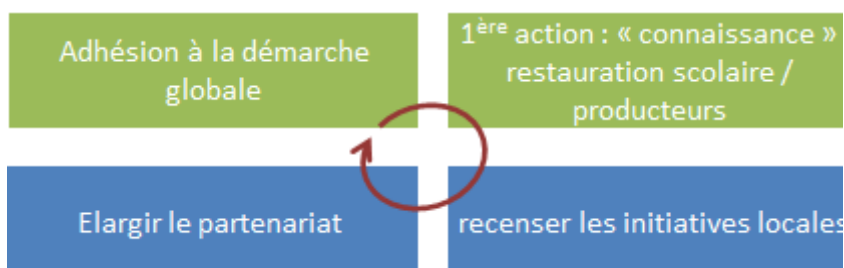 Adhésion à la démarche
globale
1ère action : « connaissance »
restauration scolaire /
producteurs
Elargir le partenariat
recenser les initiatives locales